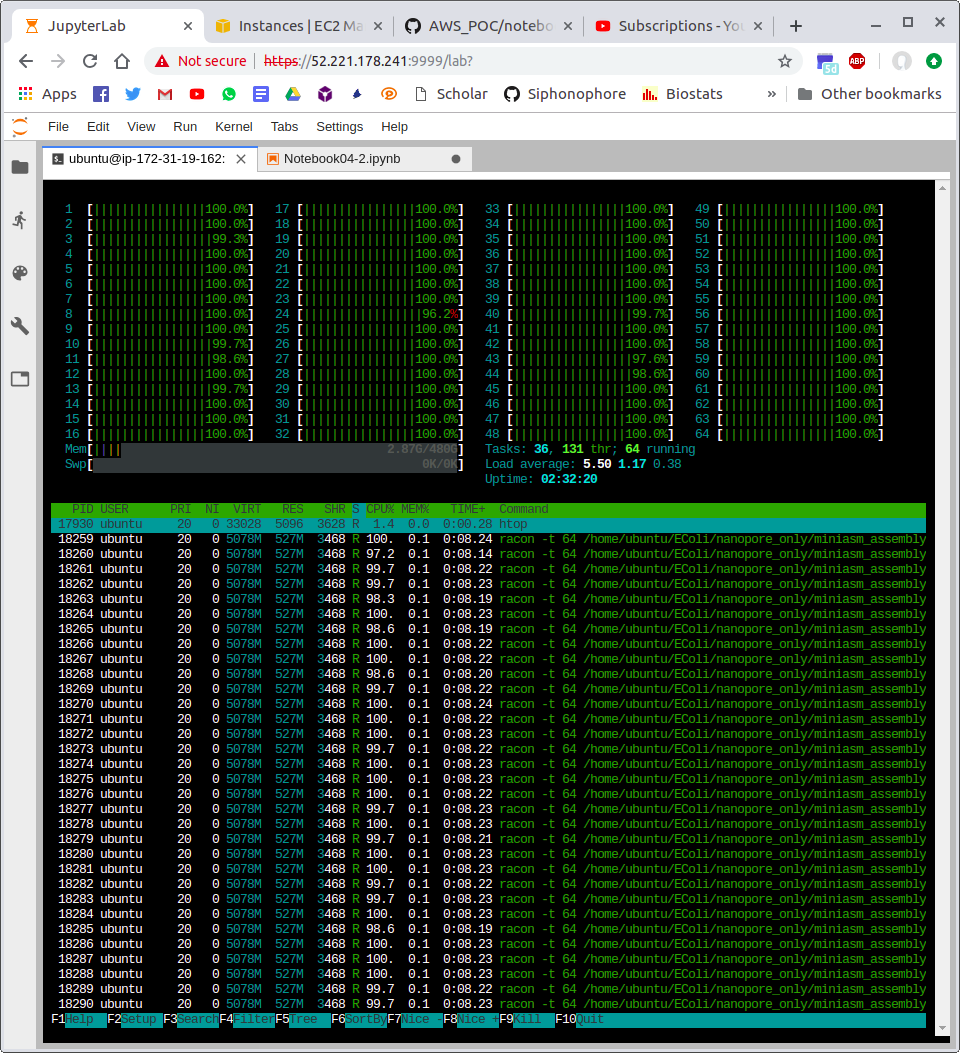 JupyterLab Instances | EC2 Ma AWS_POC/notebo Subscriptions - You
Not secure https://52.221.178.241:9999/lab? 5d ABP
Apps Scholar Siphonophore Biostats » Other bookmarks
File Edit View Run Kernel Tabs Settings Help
ubuntu@ip-172-31-19-162: Notebook04-2.ipynb
1 [||||||||||||||||100.0%] 17 [||||||||||||||||100.0%] 33 [||||||||||||||||100.0%] 49 [||||||||||||||||100.0%]
2 [||||||||||||||||100.0%] 18 [||||||||||||||||100.0%] 34 [||||||||||||||||100.0%] 50 [||||||||||||||||100.0%]
3 [|||||||||||||||||99.3%] 19 [||||||||||||||||100.0%] 35 [||||||||||||||||100.0%] 51 [||||||||||||||||100.0%]
4 [||||||||||||||||100.0%] 20 [||||||||||||||||100.0%] 36 [||||||||||||||||100.0%] 52 [||||||||||||||||100.0%]
5 [||||||||||||||||100.0%] 21 [||||||||||||||||100.0%] 37 [||||||||||||||||100.0%] 53 [||||||||||||||||100.0%]
6 [||||||||||||||||100.0%] 22 [||||||||||||||||100.0%] 38 [||||||||||||||||100.0%] 54 [||||||||||||||||100.0%]
7 [||||||||||||||||100.0%] 23 [||||||||||||||||100.0%] 39 [||||||||||||||||100.0%] 55 [||||||||||||||||100.0%]
8 [||||||||||||||||100.0%] 24 [|||||||||||||||||96.2%] 40 [|||||||||||||||||99.7%] 56 [||||||||||||||||100.0%]
9 [||||||||||||||||100.0%] 25 [||||||||||||||||100.0%] 41 [||||||||||||||||100.0%] 57 [||||||||||||||||100.0%]
10 [|||||||||||||||||99.7%] 26 [||||||||||||||||100.0%] 42 [||||||||||||||||100.0%] 58 [||||||||||||||||100.0%]
11 [|||||||||||||||||98.6%] 27 [||||||||||||||||100.0%] 43 [|||||||||||||||||97.6%] 59 [||||||||||||||||100.0%]
12 [||||||||||||||||100.0%] 28 [||||||||||||||||100.0%] 44 [|||||||||||||||||98.6%] 60 [||||||||||||||||100.0%]
13 [|||||||||||||||||99.7%] 29 [||||||||||||||||100.0%] 45 [||||||||||||||||100.0%] 61 [||||||||||||||||100.0%]
14 [||||||||||||||||100.0%] 30 [||||||||||||||||100.0%] 46 [||||||||||||||||100.0%] 62 [||||||||||||||||100.0%]
15 [||||||||||||||||100.0%] 31 [||||||||||||||||100.0%] 47 [||||||||||||||||100.0%] 63 [||||||||||||||||100.0%]
16 [||||||||||||||||100.0%] 32 [||||||||||||||||100.0%] 48 [||||||||||||||||100.0%] 64 [||||||||||||||||100.0%]
Mem[|||| 2.87G/480G] Tasks: 36, 131 thr; 64 running
Swp[ 0K/0K] Load average: 5.50 1.17 0.38
Uptime: 02:32:20
PID USER PRI NI VIRT RES SHR S CPU% MEM% TIME+ Command
17930 ubuntu 20 0 33028 5096 3628 R 1.4 0.0 0:00.28 htop
18259 ubuntu 20 0 5078M 527M 3468 R 100. 0.1 0:08.24 racon -t 64 /home/ubuntu/EColi/nanopore_only/miniasm_assembly
18260 ubuntu 20 0 5078M 527M 3468 R 97.2 0.1 0:08.14 racon -t 64 /home/ubuntu/EColi/nanopore_only/miniasm_assembly
18261 ubuntu 20 0 5078M 527M 3468 R 99.7 0.1 0:08.22 racon -t 64 /home/ubuntu/EColi/nanopore_only/miniasm_assembly
18262 ubuntu 20 0 5078M 527M 3468 R 99.7 0.1 0:08.23 racon -t 64 /home/ubuntu/EColi/nanopore_only/miniasm_assembly
18263 ubuntu 20 0 5078M 527M 3468 R 98.3 0.1 0:08.19 racon -t 64 /home/ubuntu/EColi/nanopore_only/miniasm_assembly
18264 ubuntu 20 0 5078M 527M 3468 R 100. 0.1 0:08.23 racon -t 64 /home/ubuntu/EColi/nanopore_only/miniasm_assembly
18265 ubuntu 20 0 5078M 527M 3468 R 98.6 0.1 0:08.19 racon -t 64 /home/ubuntu/EColi/nanopore_only/miniasm_assembly
18266 ubuntu 20 0 5078M 527M 3468 R 100. 0.1 0:08.22 racon -t 64 /home/ubuntu/EColi/nanopore_only/miniasm_assembly
18267 ubuntu 20 0 5078M 527M 3468 R 100. 0.1 0:08.22 racon -t 64 /home/ubuntu/EColi/nanopore_only/miniasm_assembly
18268 ubuntu 20 0 5078M 527M 3468 R 98.6 0.1 0:08.20 racon -t 64 /home/ubuntu/EColi/nanopore_only/miniasm_assembly
18269 ubuntu 20 0 5078M 527M 3468 R 99.7 0.1 0:08.22 racon -t 64 /home/ubuntu/EColi/nanopore_only/miniasm_assembly
18270 ubuntu 20 0 5078M 527M 3468 R 100. 0.1 0:08.24 racon -t 64 /home/ubuntu/EColi/nanopore_only/miniasm_assembly
18271 ubuntu 20 0 5078M 527M 3468 R 100. 0.1 0:08.22 racon -t 64 /home/ubuntu/EColi/nanopore_only/miniasm_assembly
18272 ubuntu 20 0 5078M 527M 3468 R 100. 0.1 0:08.23 racon -t 64 /home/ubuntu/EColi/nanopore_only/miniasm_assembly
18273 ubuntu 20 0 5078M 527M 3468 R 99.7 0.1 0:08.22 racon -t 64 /home/ubuntu/EColi/nanopore_only/miniasm_assembly
18274 ubuntu 20 0 5078M 527M 3468 R 100. 0.1 0:08.23 racon -t 64 /home/ubuntu/EColi/nanopore_only/miniasm_assembly
18275 ubuntu 20 0 5078M 527M 3468 R 100. 0.1 0:08.23 racon -t 64 /home/ubuntu/EColi/nanopore_only/miniasm_assembly
18276 ubuntu 20 0 5078M 527M 3468 R 100. 0.1 0:08.22 racon -t 64 /home/ubuntu/EColi/nanopore_only/miniasm_assembly
18277 ubuntu 20 0 5078M 527M 3468 R 99.7 0.1 0:08.23 racon -t 64 /home/ubuntu/EColi/nanopore_only/miniasm_assembly
18278 ubuntu 20 0 5078M 527M 3468 R 100. 0.1 0:08.23 racon -t 64 /home/ubuntu/EColi/nanopore_only/miniasm_assembly
18279 ubuntu 20 0 5078M 527M 3468 R 99.7 0.1 0:08.21 racon -t 64 /home/ubuntu/EColi/nanopore_only/miniasm_assembly
18280 ubuntu 20 0 5078M 527M 3468 R 100. 0.1 0:08.23 racon -t 64 /home/ubuntu/EColi/nanopore_only/miniasm_assembly
18281 ubuntu 20 0 5078M 527M 3468 R 100. 0.1 0:08.23 racon -t 64 /home/ubuntu/EColi/nanopore_only/miniasm_assembly
18282 ubuntu 20 0 5078M 527M 3468 R 99.7 0.1 0:08.22 racon -t 64 /home/ubuntu/EColi/nanopore_only/miniasm_assembly
18283 ubuntu 20 0 5078M 527M 3468 R 99.7 0.1 0:08.23 racon -t 64 /home/ubuntu/EColi/nanopore_only/miniasm_assembly
18284 ubuntu 20 0 5078M 527M 3468 R 100. 0.1 0:08.23 racon -t 64 /home/ubuntu/EColi/nanopore_only/miniasm_assembly
18285 ubuntu 20 0 5078M 527M 3468 R 98.6 0.1 0:08.19 racon -t 64 /home/ubuntu/EColi/nanopore_only/miniasm_assembly
18286 ubuntu 20 0 5078M 527M 3468 R 100. 0.1 0:08.23 racon -t 64 /home/ubuntu/EColi/nanopore_only/miniasm_assembly
18287 ubuntu 20 0 5078M 527M 3468 R 100. 0.1 0:08.23 racon -t 64 /home/ubuntu/EColi/nanopore_only/miniasm_assembly
18288 ubuntu 20 0 5078M 527M 3468 R 100. 0.1 0:08.23 racon -t 64 /home/ubuntu/EColi/nanopore_only/miniasm_assembly
18289 ubuntu 20 0 5078M 527M 3468 R 99.7 0.1 0:08.22 racon -t 64 /home/ubuntu/EColi/nanopore_only/miniasm_assembly
18290 ubuntu 20 0 5078M 527M 3468 R 99.7 0.1 0:08.23 racon -t 64 /home/ubuntu/EColi/nanopore_only/miniasm_assembly
F1Help F2Setup F3SearchF4FilterF5Tree F6SortByF7Nice -F8Nice +F9Kill F10Quit